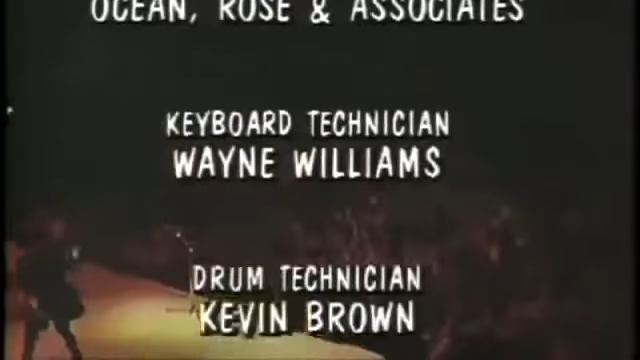 OCEAN, ROSE & ASSOCIATES
KEYBOARD TECHNICIAN
WAYNE WILLIAMS
DRUM TECHNICIAN
KEVIN BROWN